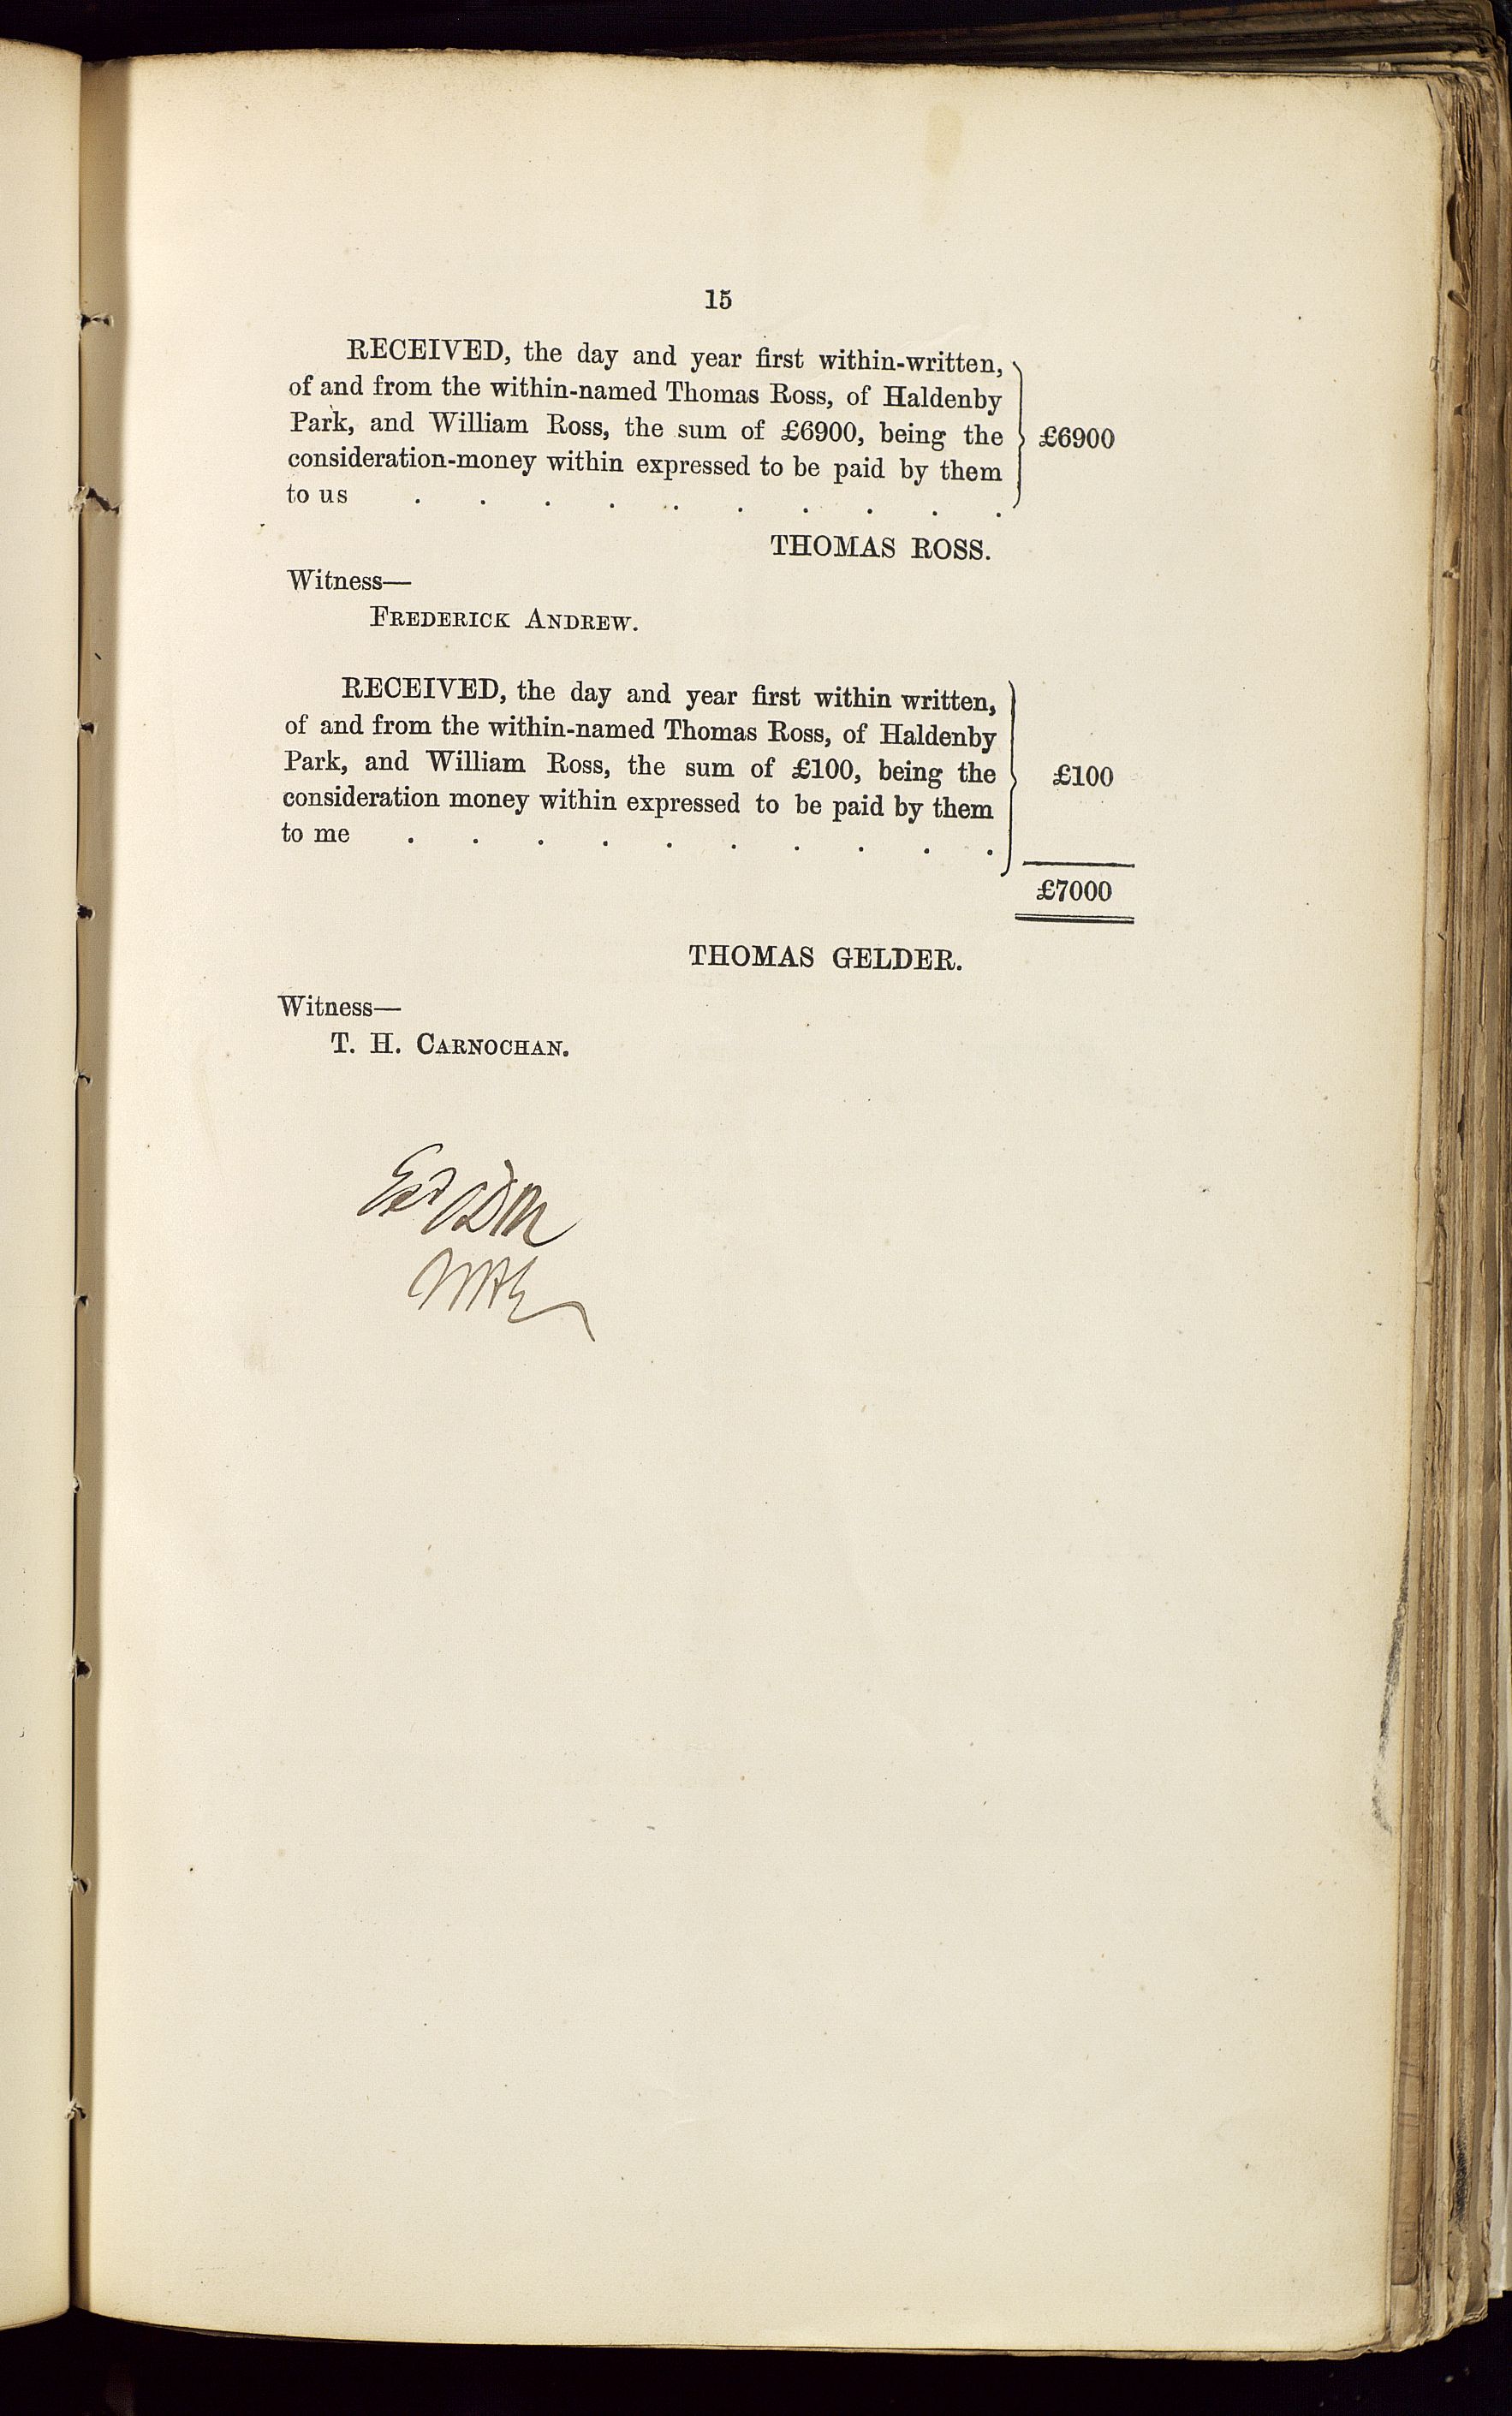 15
RECEIVED, the day and year first within-written,
of and from the within-named Thomas Ross, of Haldenby
Park, and William Ross, the sum of £6900, being the
consideration-money within expressed to be paid by them
to us . . . . . . . . . .
£6900
THOMAS ROSS.
Witness—
FREDERICK ANDREW.
RECEIVED, the day and year first within written,
of and from the within-named Thomas Ross, of Haldenby
Park, and William Ross, the sum of £100, being the
consideration money within expressed to be paid by them
to me . . . . . . . . . .
£100
£7000
THOMAS GELDER.
Witness—
T. H. CARNOCHAN.